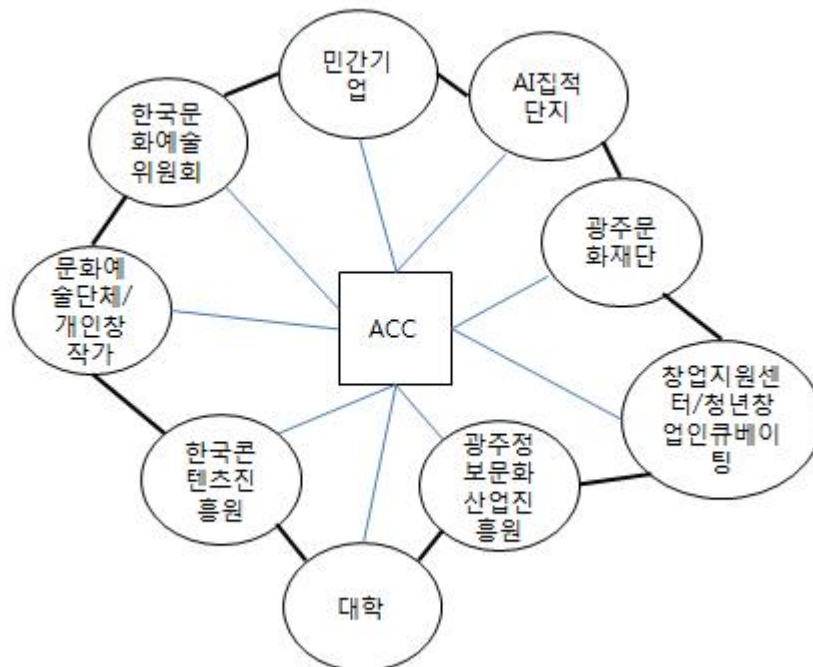 민간기
업
AI집적
단지
한국문
화예술
위원회
광주문
화재단
문화예
술단체/
개인창
작가
ACC
창업지원센
터/청년창
업인큐베이
팅
한국콘
텐츠진
흥원
광주정
보문화
산업진
흥원
대학